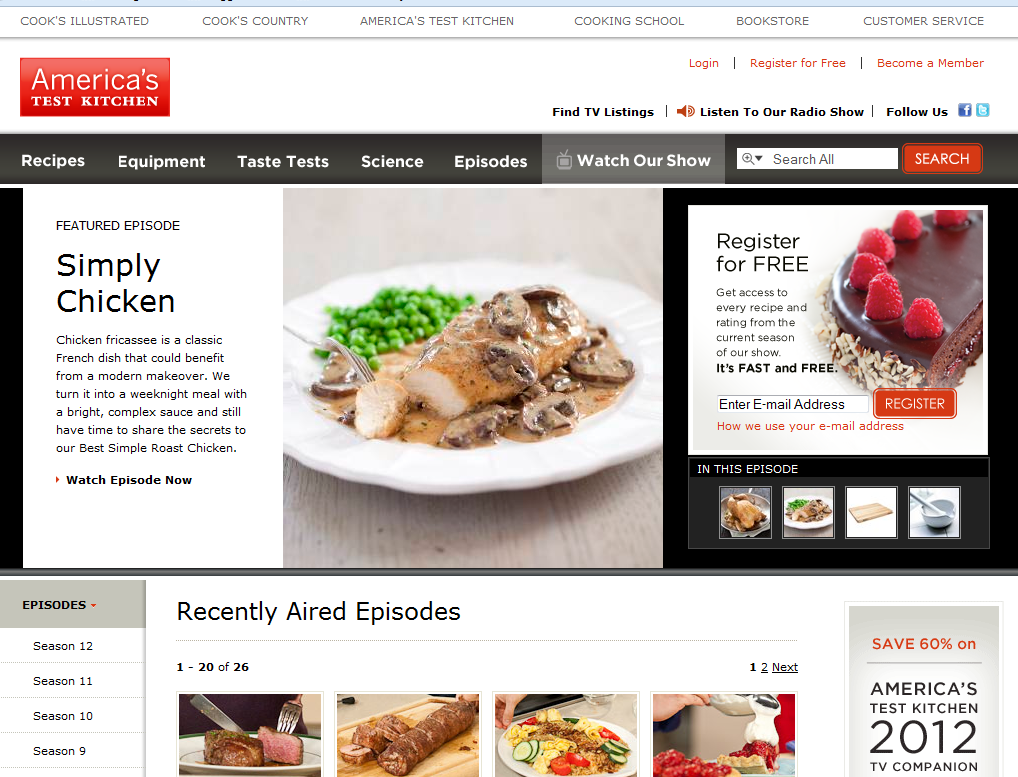 COOK'S ILLUSTRATED COOK'S COUNTRY AMERICA'S TEST KITCHEN COOKING SCHOOL BOOKSTORE CUSTOMER SERVICE
America's
TEST KITCHEN
Login | Register for Free | Become a Member
Find TV Listings | Listen To Our Radio Show | Follow Us
Recipes Equipment Taste Tests Science Episodes Watch Our Show Search All SEARCH
FEATURED EPISODE
Simply
Chicken
Chicken fricassee is a classic
French dish that could benefit
from a modern makeover. We
turn it into a weeknight meal with
a bright, complex sauce and still
have time to share the secrets to
our Best Simple Roast Chicken.
Watch Episode Now
Register
for FREE
Get access to
every recipe and
rating from the
current season
of our show.
It's FAST and FREE.
Enter E-mail Address REGISTER
How we use your e-mail address
IN THIS EPISODE
EPISODES
Season 12
Season 11
Season 10
Season 9
Recently Aired Episodes
1 - 20 of 26 1 2 Next
SAVE 60% on
AMERICA'S
TEST KITCHEN
2012
TV COMPANION